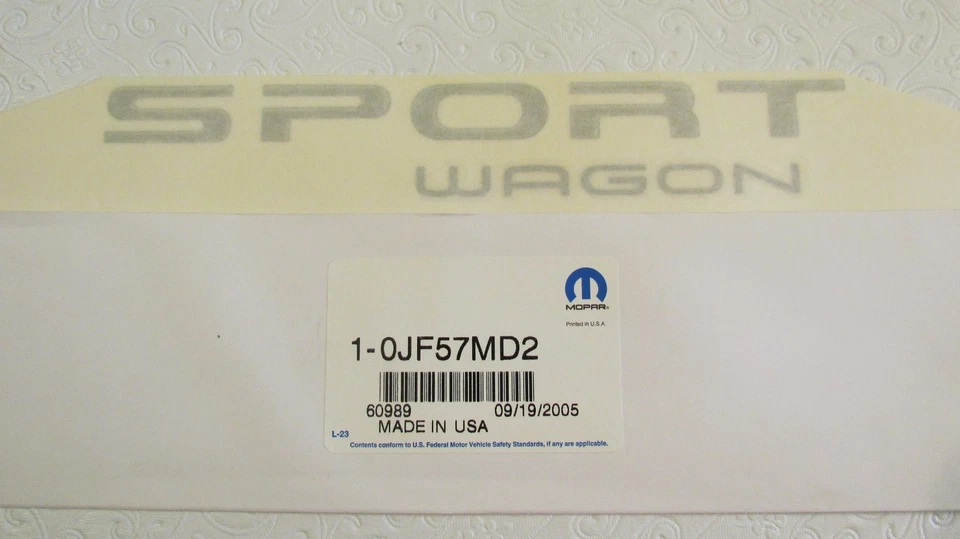 SPORT
WAGON
MOPAR®
Printed in U.S.A
1-0JF57MD2
60989 09/19/2005
MADE IN USA
L-23
Contents conform to U.S. Federal Motor Vehicle Safety Standards, if any are applicable.